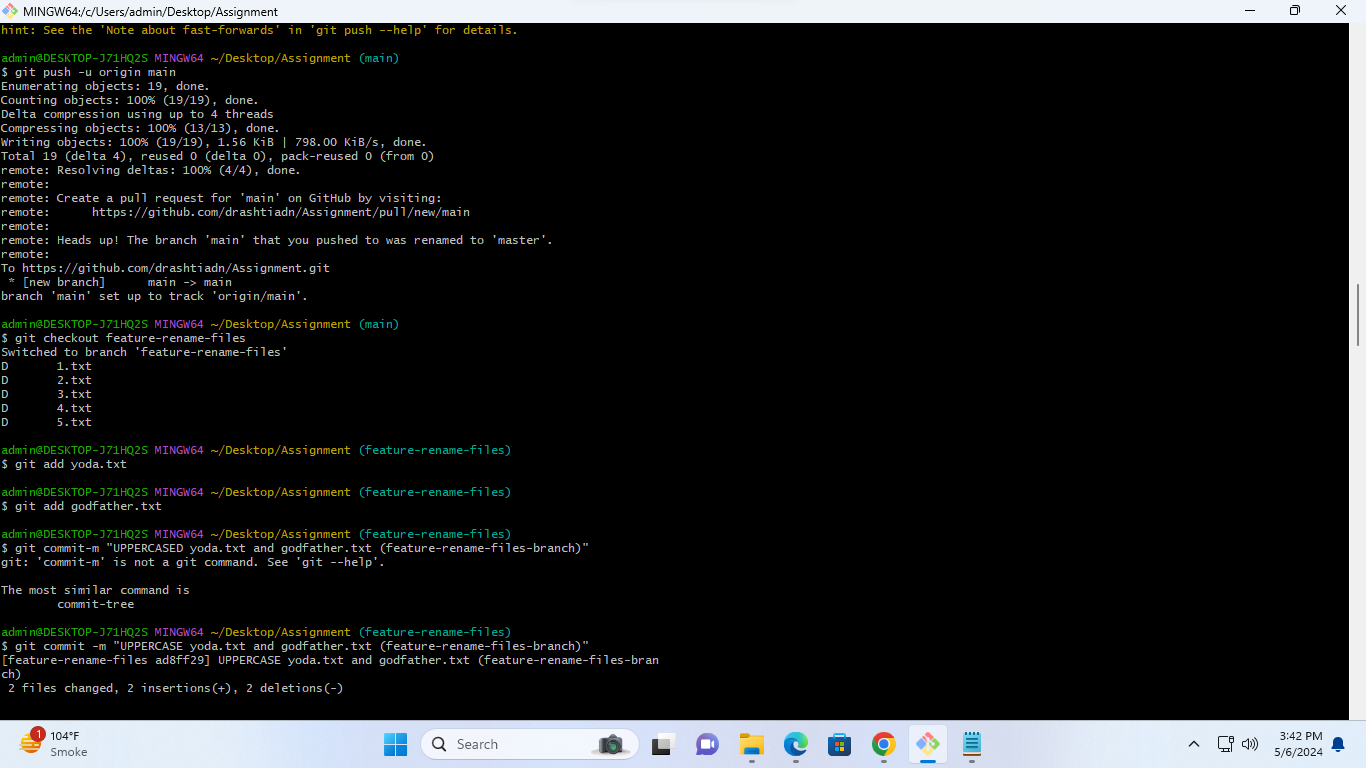 MINGW64:/c/Users/admin/Desktop/Assignment
hint: See the 'Note about fast-forwards' in 'git push --help' for details.
admin@DESKTOP-J71HQ2S MINGW64 ~/Desktop/Assignment (main)
$ git push -u origin main
Enumerating objects: 19, done.
Counting objects: 100% (19/19), done.
Delta compression using up to 4 threads
Compressing objects: 100% (13/13), done.
Writing objects: 100% (19/19), 1.56 KiB | 798.00 KiB/s, done.
Total 19 (delta 4), reused 0 (delta 0), pack-reused 0 (from 0)
remote: Resolving deltas: 100% (4/4), done.
remote:
remote: Create a pull request for 'main' on GitHub by visiting:
remote:      https://github.com/drashtiadn/Assignment/pull/new/main
remote:
remote: Heads up! The branch 'main' that you pushed to was renamed to 'master'.
remote:
To https://github.com/drashtiadn/Assignment.git
 * [new branch]      main -> main
branch 'main' set up to track 'origin/main'.
admin@DESKTOP-J71HQ2S MINGW64 ~/Desktop/Assignment (main)
$ git checkout feature-rename-files
Switched to branch 'feature-rename-files'
D       1.txt
D       2.txt
D       3.txt
D       4.txt
D       5.txt
admin@DESKTOP-J71HQ2S MINGW64 ~/Desktop/Assignment (feature-rename-files)
$ git add yoda.txt
admin@DESKTOP-J71HQ2S MINGW64 ~/Desktop/Assignment (feature-rename-files)
$ git add godfather.txt
admin@DESKTOP-J71HQ2S MINGW64 ~/Desktop/Assignment (feature-rename-files)
$ git commit-m "UPPERCASED yoda.txt and godfather.txt (feature-rename-files-branch)"
git: 'commit-m' is not a git command. See 'git --help'.
The most similar command is
        commit-tree
admin@DESKTOP-J71HQ2S MINGW64 ~/Desktop/Assignment (feature-rename-files)
$ git commit -m "UPPERCASE yoda.txt and godfather.txt (feature-rename-files-branch)"
[feature-rename-files ad8ff29] UPPERCASE yoda.txt and godfather.txt (feature-rename-files-bran
ch)
 2 files changed, 2 insertions(+), 2 deletions(-)
1
104°F
Smoke
Search
3:42 PM
5/6/2024